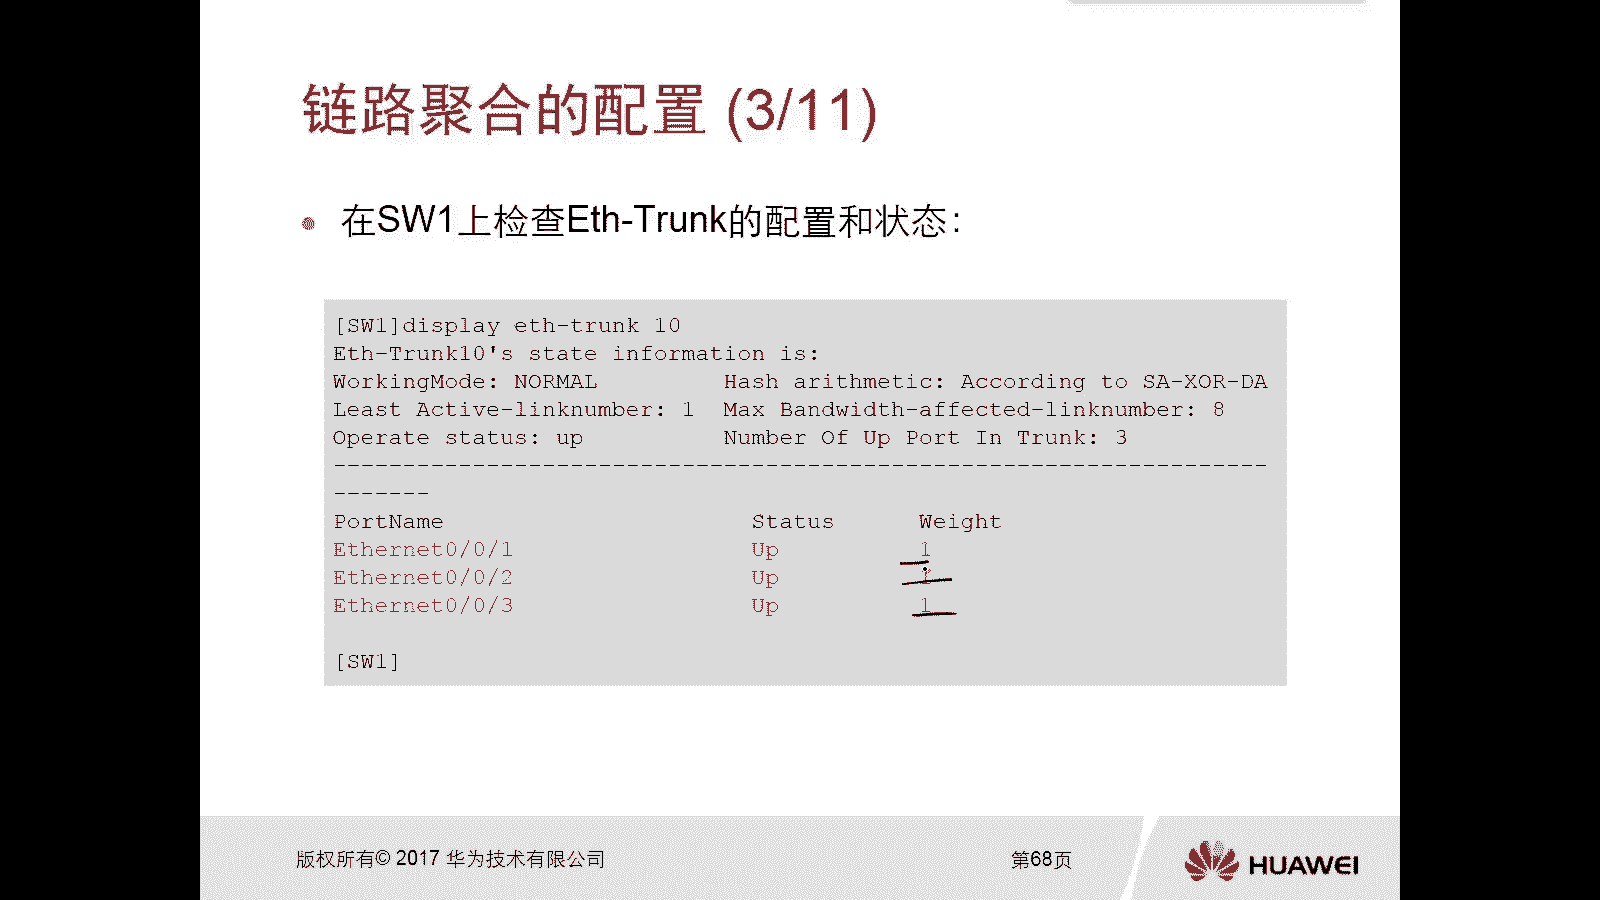 链路聚合的配置 (3/11)
在SW1上检查Eth-Trunk的配置和状态：
[SW1]display eth-trunk 10
Eth-Trunk10's state information is:
WorkingMode: NORMAL Hash arithmetic: According to SA-XOR-DA
Least Active-linknumber: 1 Max Bandwidth-affected-linknumber: 8
Operate status: up Number Of Up Port In Trunk: 3
-------------------------------------------------------------------
-------
PortName Status Weight
Ethernet0/0/1 Up 1
Ethernet0/0/2 Up 1
Ethernet0/0/3 Up 1
[SW1]
版权所有© 2017 华为技术有限公司
第68页
HUAWEI